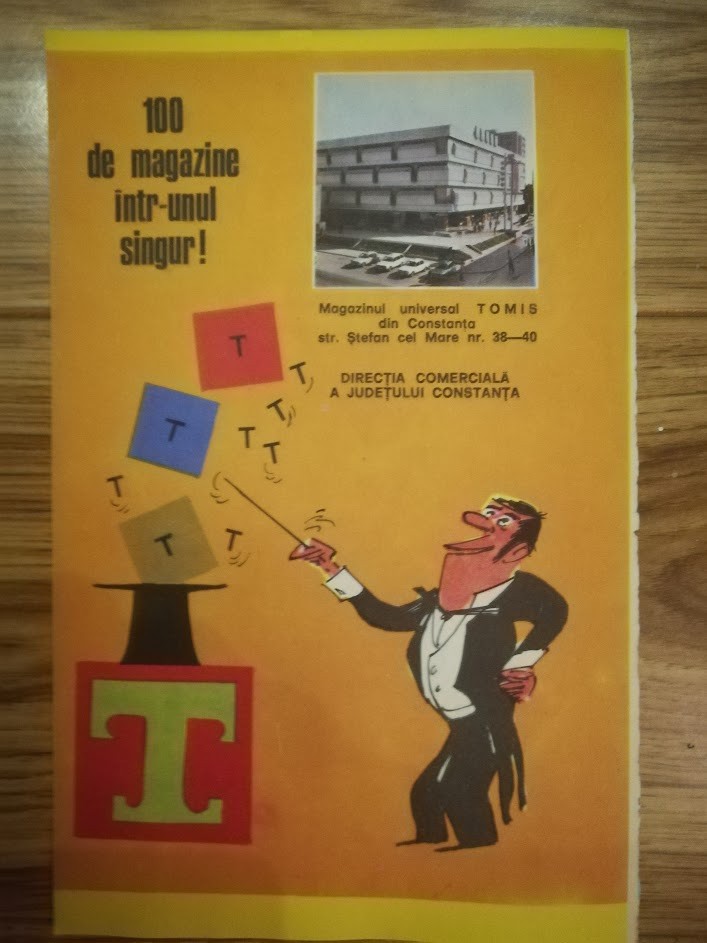 100
de magazine
într-unul
singur!
Magazinul universal TOMIS
din Constanța
str. Ștefan cel Mare nr. 38—40
DIRECȚIA COMERCIALĂ
A JUDEȚULUI CONSTANȚA
T
T
T
T
T
T
T
T
T
T